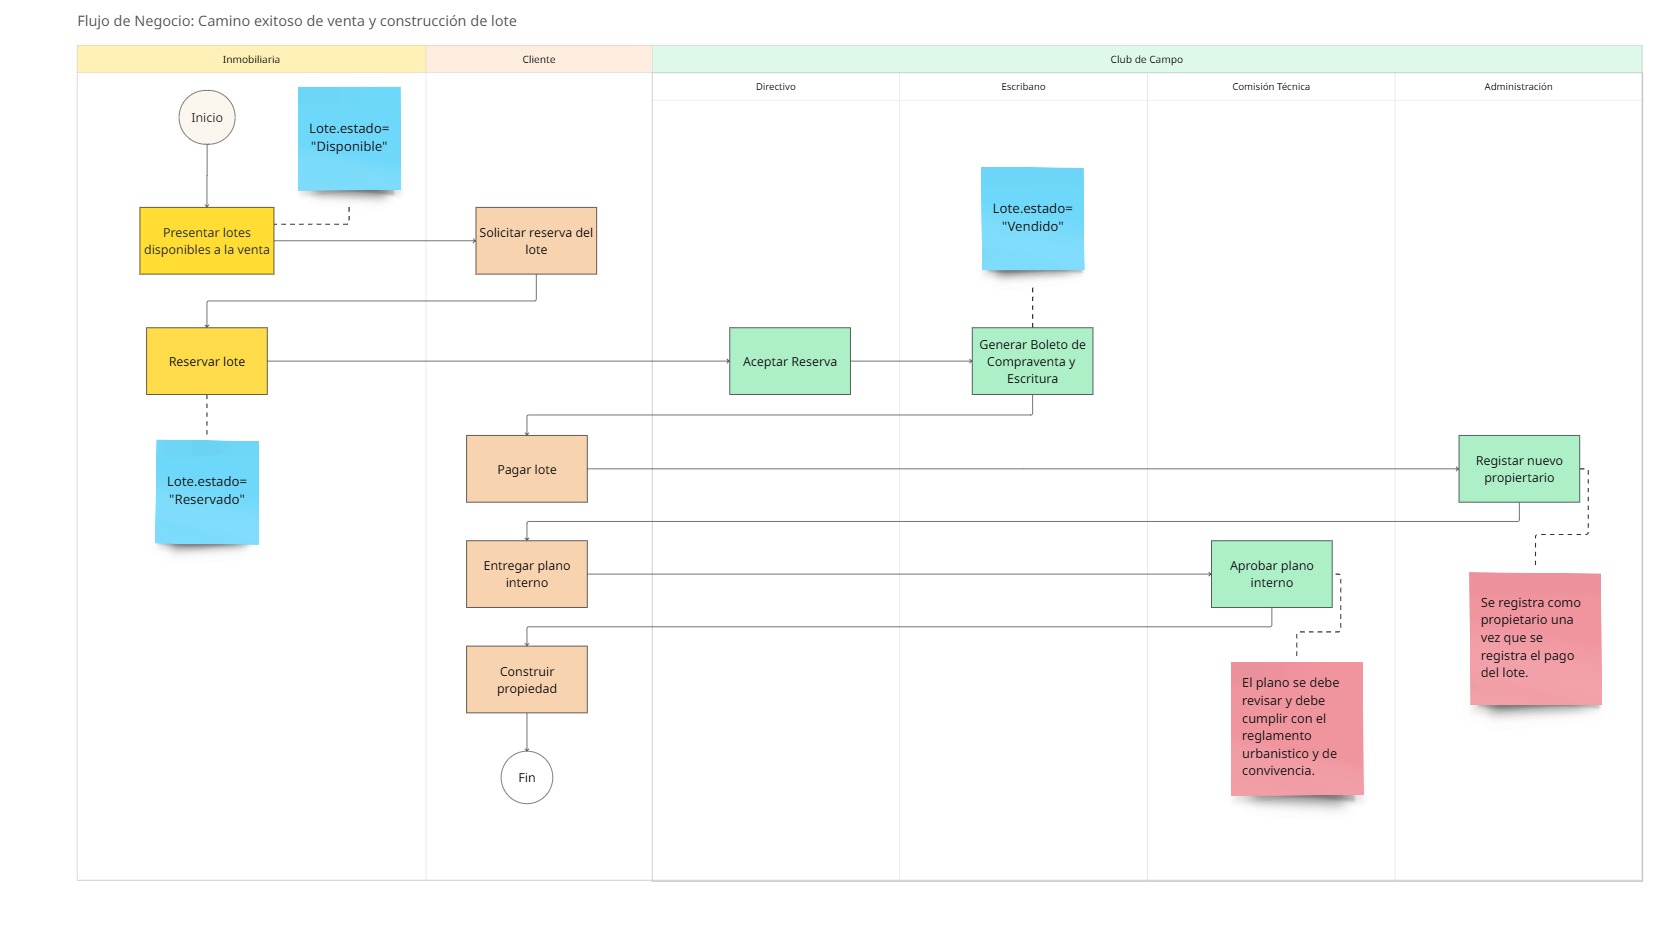 Flujo de Negocio: Camino exitoso de venta y construcción de lote
Inmobiliaria
Cliente
Club de Campo
Directivo
Escribano
Comisión Técnica
Administración
Inicio
Lote.estado=
"Disponible"
Lote.estado=
"Vendido"
Presentar lotes
disponibles a la venta
Solicitar reserva del
lote
Reservar lote
Aceptar Reserva
Generar Boleto de
Compraventa y
Escritura
Lote.estado=
"Reservado"
Pagar lote
Registar nuevo
propiertario
Entregar plano
interno
Aprobar plano
interno
Se registra como
propietario una
vez que se
registra el pago
del lote.
Construir
propiedad
El plano se debe
revisar y debe
cumplir con el
reglamento
urbanistico y de
convivencia.
Fin